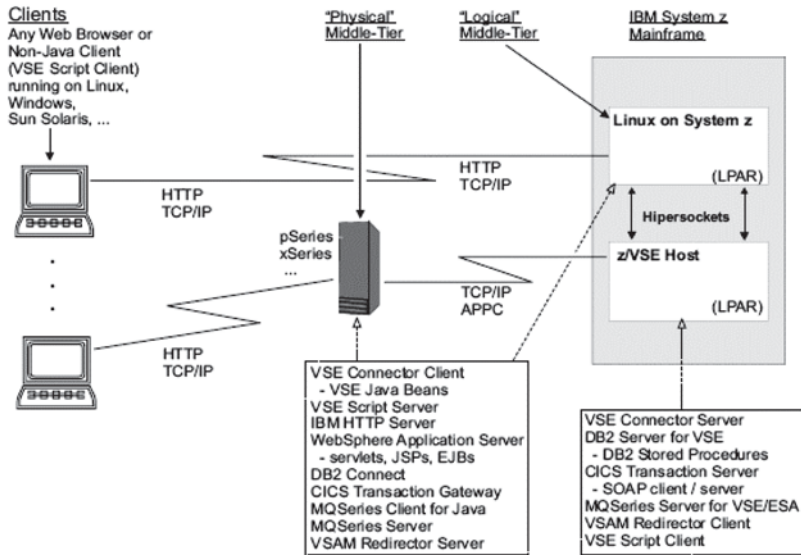 Clients
Any Web Browser or
Non-Java Client
(VSE Script Client)
running on Linux,
Windows,
Sun Solaris, ...
"Physical"
Middle-Tier
"Logical"
Middle-Tier
IBM System z
Mainframe
Linux on System z
(LPAR)
HTTP
TCP/IP
HTTP
TCP/IP
Hipersockets
pSeries
xSeries
...
z/VSE Host
(LPAR)
TCP/IP
APPC
HTTP
TCP/IP
VSE Connector Client
- VSE Java Beans
VSE Script Server
IBM HTTP Server
WebSphere Application Server
- servlets, JSPs, EJBs
DB2 Connect
CICS Transaction Gateway
MQSeries Client for Java
MQSeries Server
VSAM Redirector Server
VSE Connector Server
DB2 Server for VSE
- DB2 Stored Procedures
CICS Transaction Server
- SOAP client / server
MQSeries Server for VSE/ESA
VSAM Redirector Client
VSE Script Client